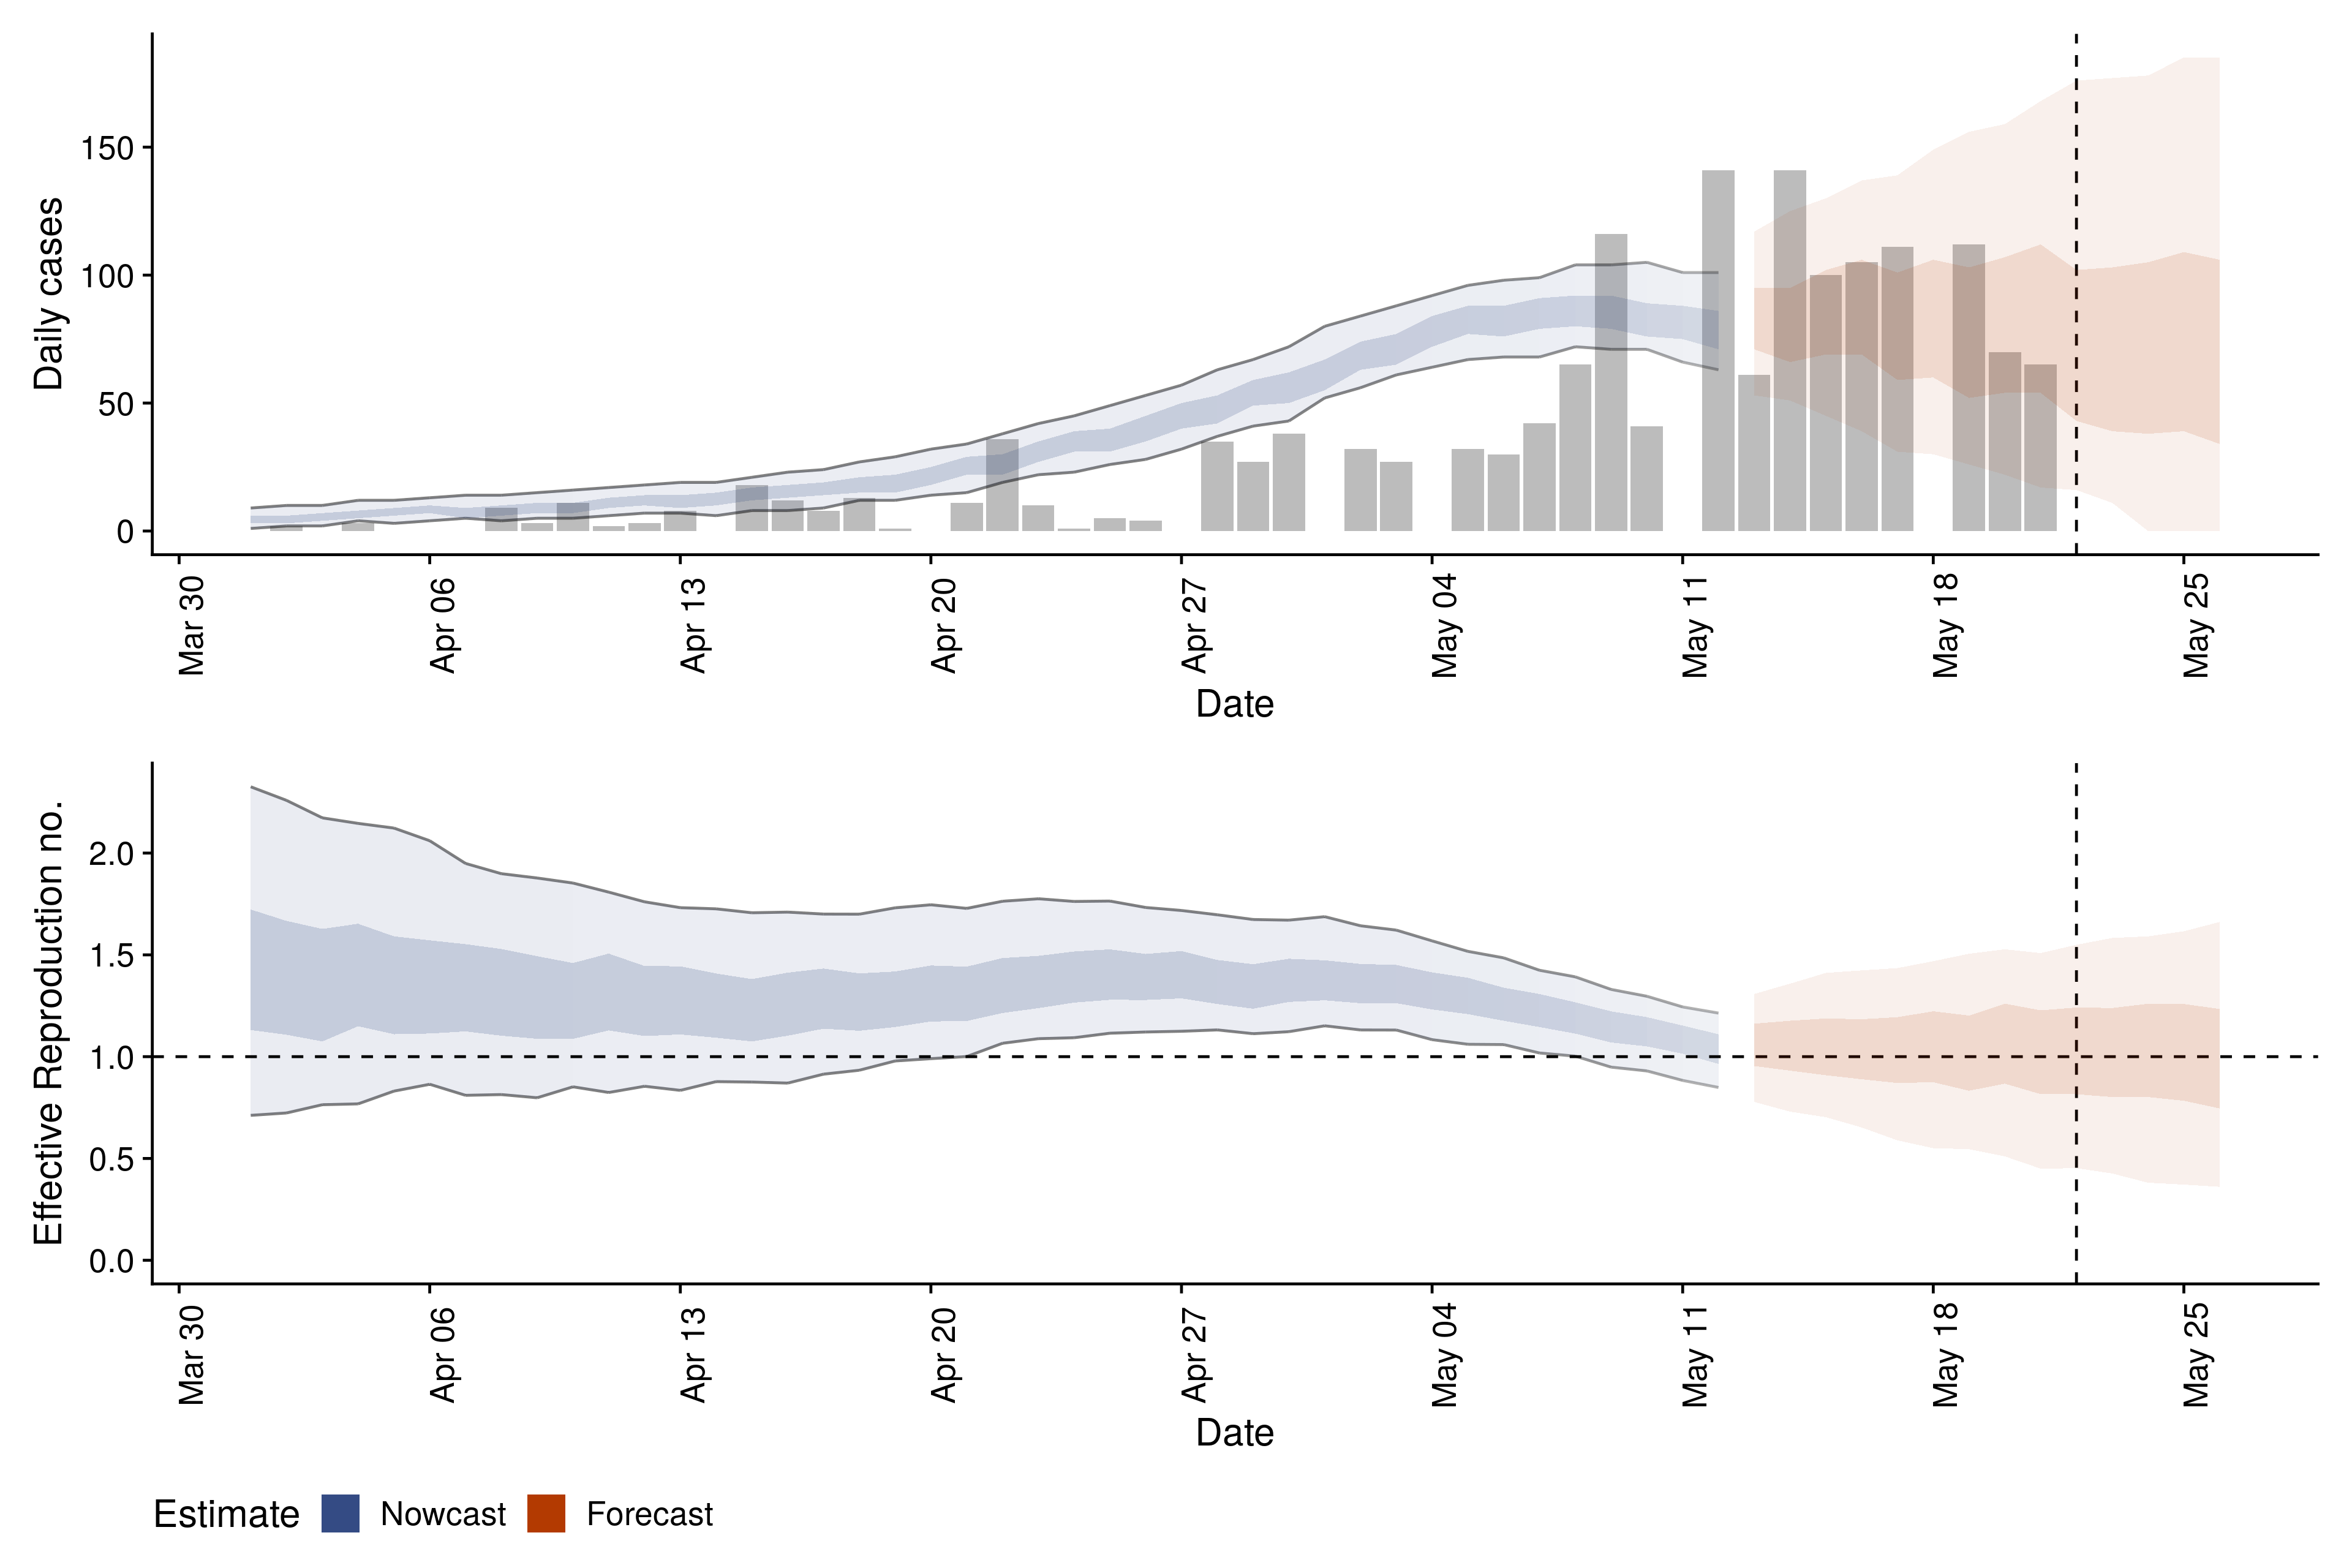 Daily cases
150
100
50
0
Mar 30
Apr 06
Apr 13
Apr 20
Apr 27
May 04
May 11
May 18
May 25
Date
Effective Reproduction no.
2.0
1.5
1.0
0.5
0.0
Mar 30
Apr 06
Apr 13
Apr 20
Apr 27
May 04
May 11
May 18
May 25
Date
Estimate Nowcast Forecast